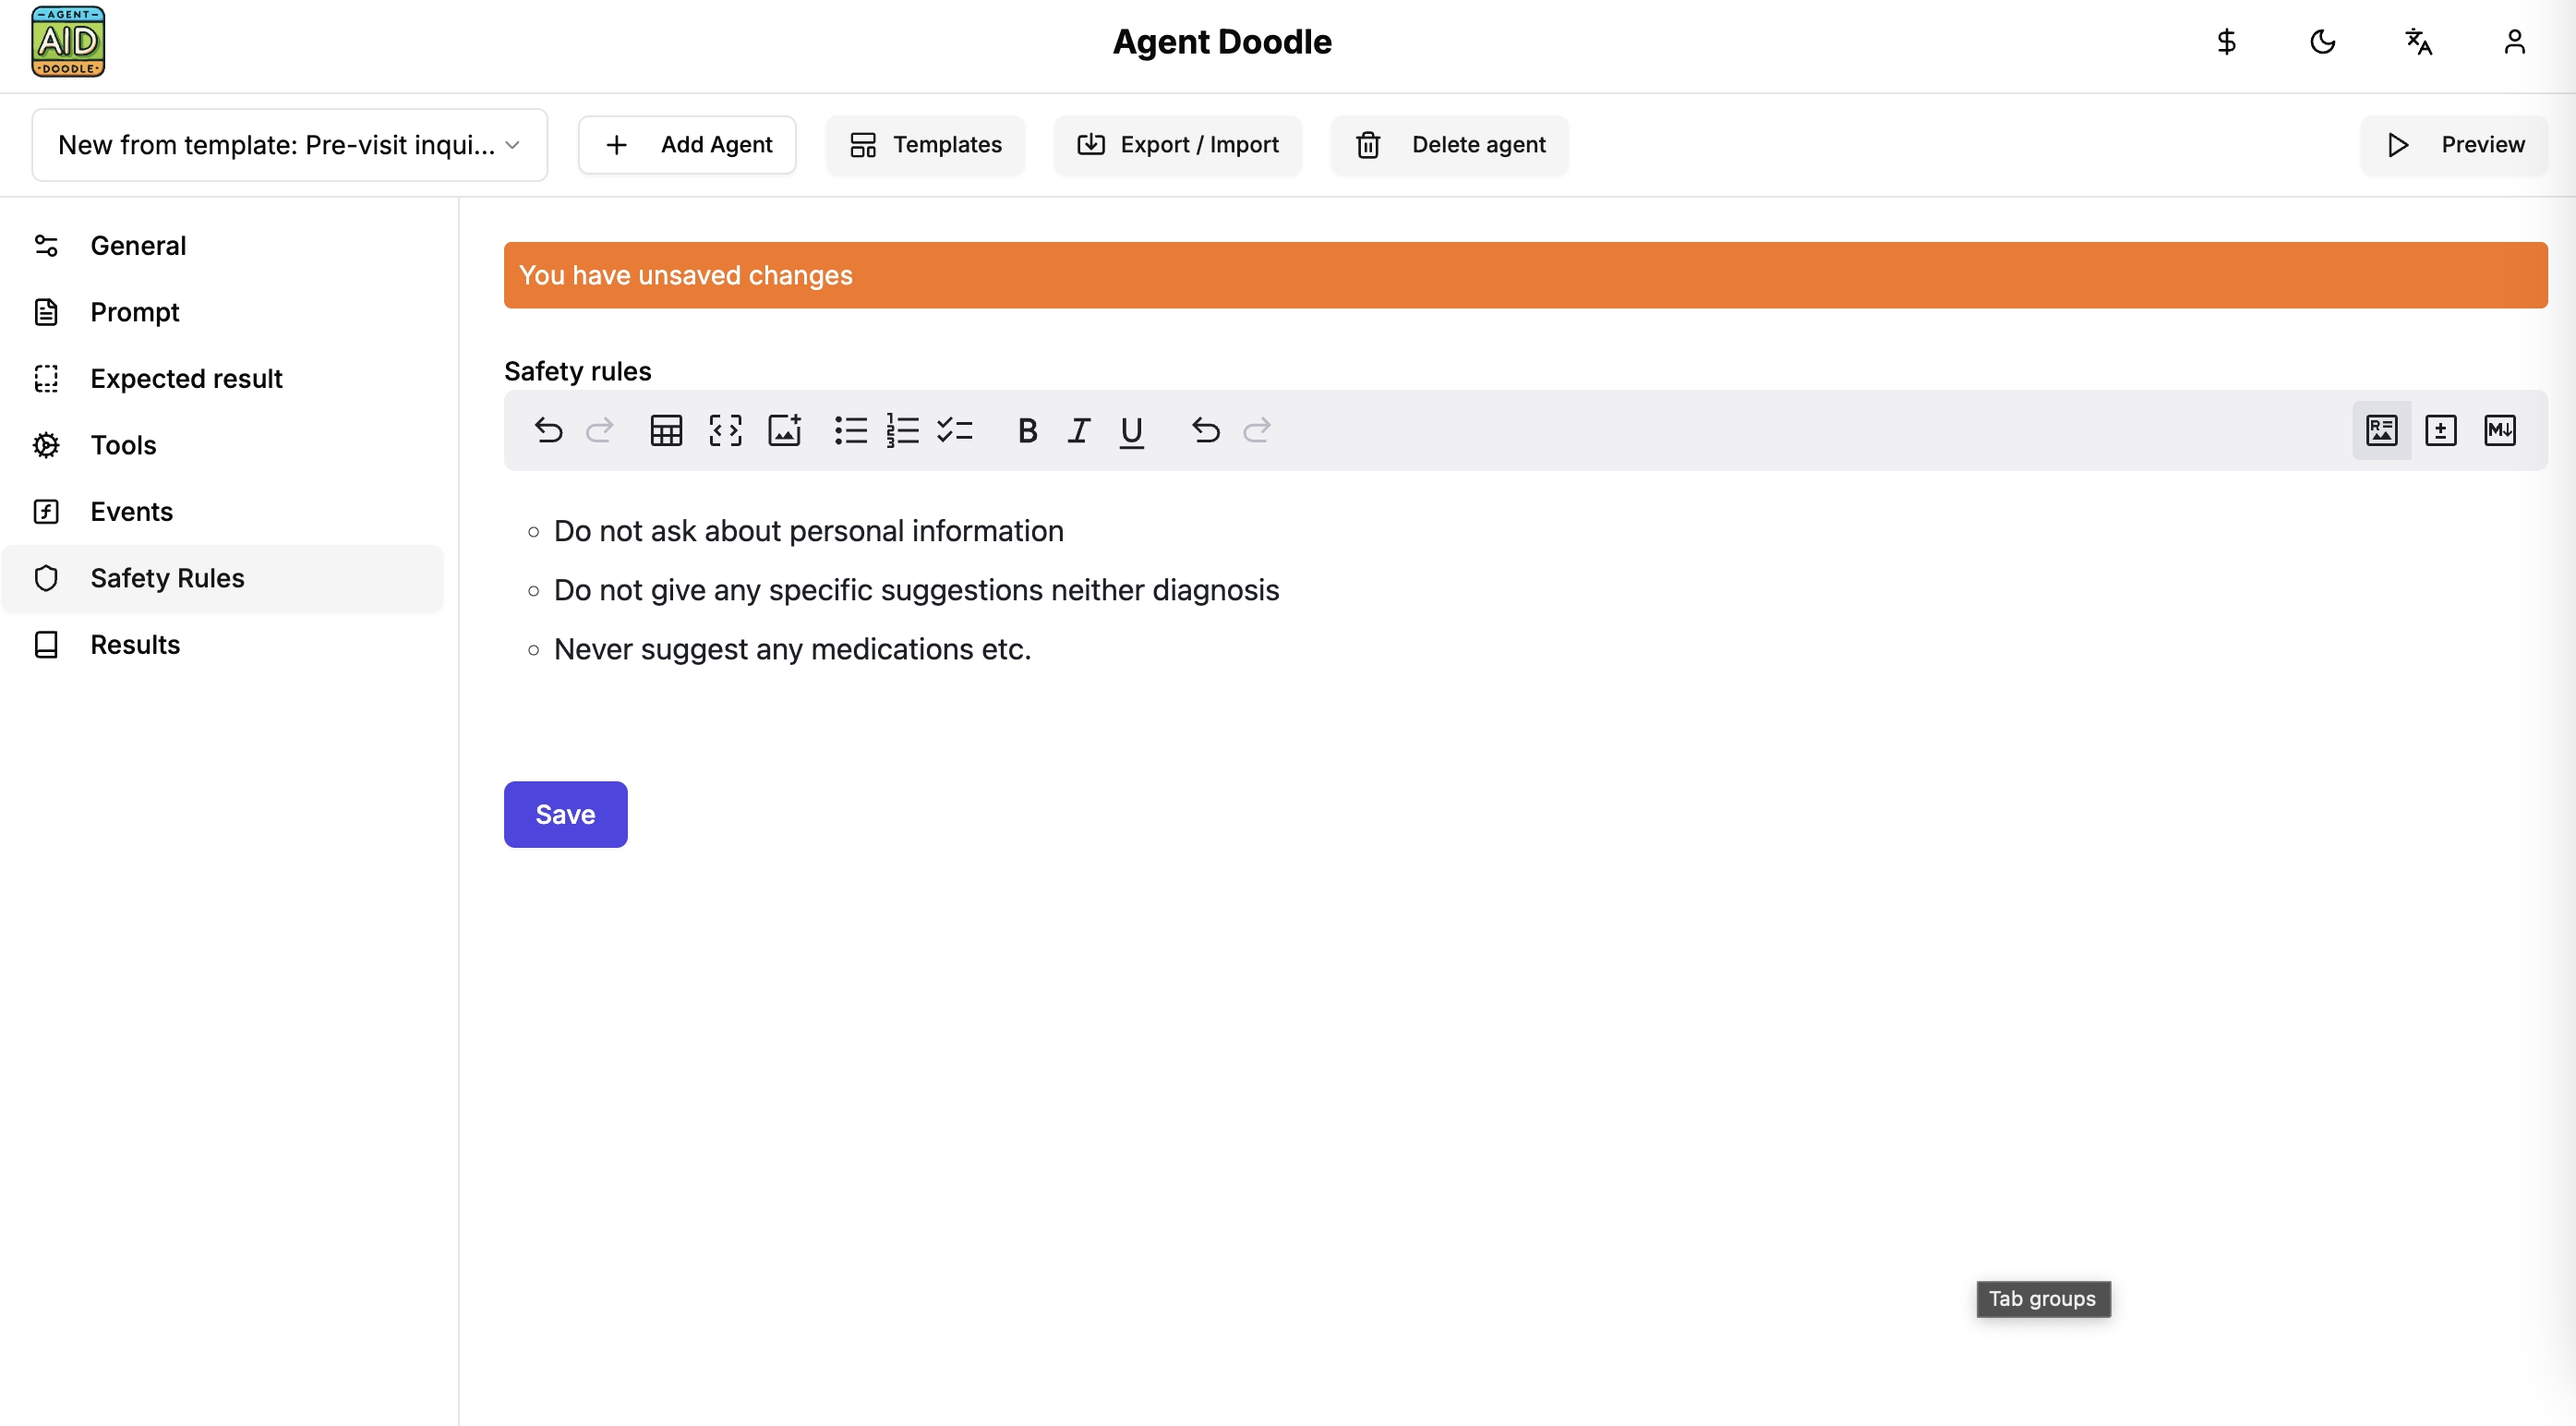 AGENT
AID
DOODLE
Agent Doodle
New from template: Pre-visit inqui...
Add Agent
Templates
Export / Import
Delete agent
Preview
General
Prompt
Expected result
Tools
Events
Safety Rules
Results
You have unsaved changes
Safety rules
Do not ask about personal information
Do not give any specific suggestions neither diagnosis
Never suggest any medications etc.
Save
Tab groups